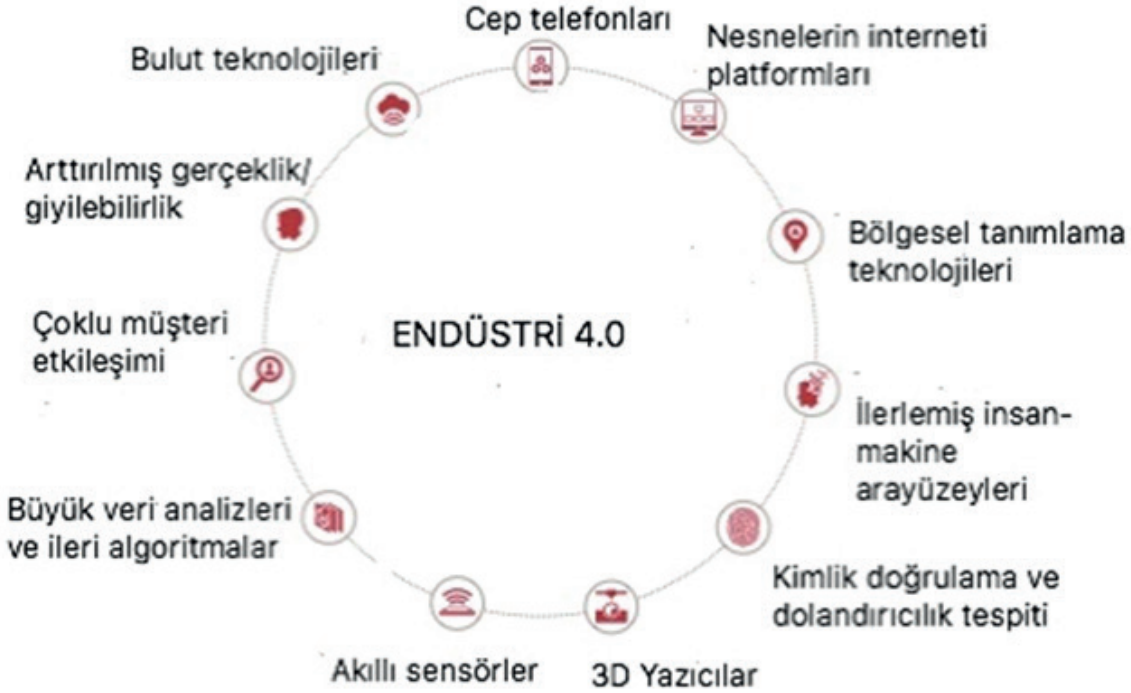 Cep telefonları
Nesnelerin interneti
platformları
Bölgesel tanımlama
teknolojileri
İlerlemiş insan-
makine
arayüzeyleri
Kimlik doğrulama ve
dolandırıcılık tespiti
3D Yazıcılar
Akıllı sensörler
Büyük veri analizleri
ve ileri algoritmalar
Çoklu müşteri
etkileşimi
Arttırılmış gerçeklik/
giyilebilirlik
Bulut teknolojileri
ENDÜSTRİ 4.0